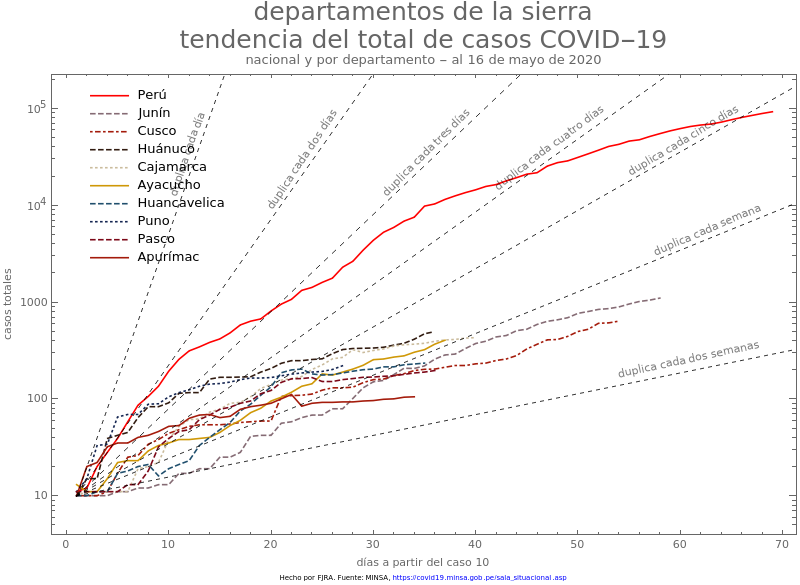 departamentos de la sierra
tendencia del total de casos COVID−19
nacional y por departamento − al 16 de mayo de 2020
Perú
Junín
Cusco
Huánuco
Cajamarca
Ayacucho
Huancavelica
Puno
Pasco
Apurímac
duplica cada día
duplica cada dos días
duplica cada tres días
duplica cada cuatro días
duplica cada cinco días
duplica cada semana
duplica cada dos semanas
casos totales
10^5
10^4
1000
100
10
0 10 20 30 40 50 60 70
días a partir del caso 10
Hecho por FJRA. Fuente: MINSA, https://covid19.minsa.gob.pe/sala_situacional.asp